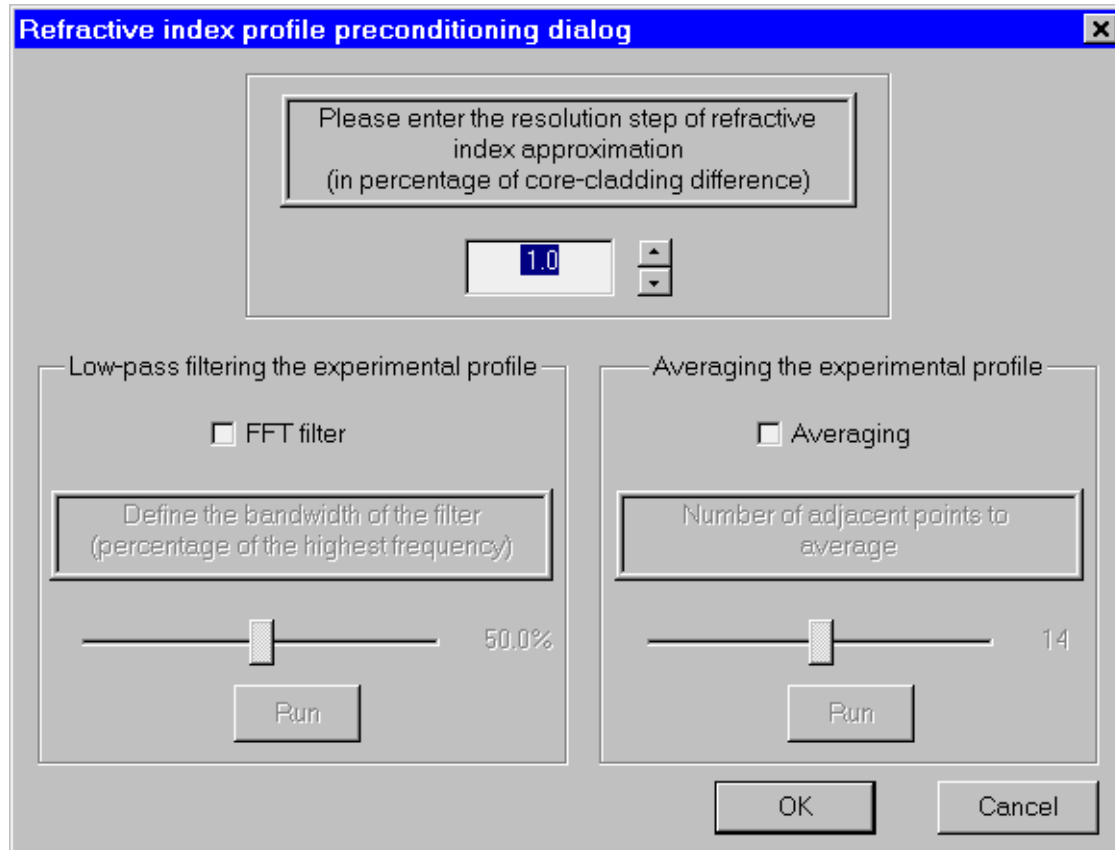 Refractive index profile preconditioning dialog
Please enter the resolution step of refractive
index approximation
(in percentage of core-cladding difference)
1.0
Low-pass filtering the experimental profile
FFT filter
Define the bandwidth of the filter
(percentage of the highest frequency)
50.0%
Run
Averaging the experimental profile
Averaging
Number of adjacent points to
average
14
Run
OK
Cancel